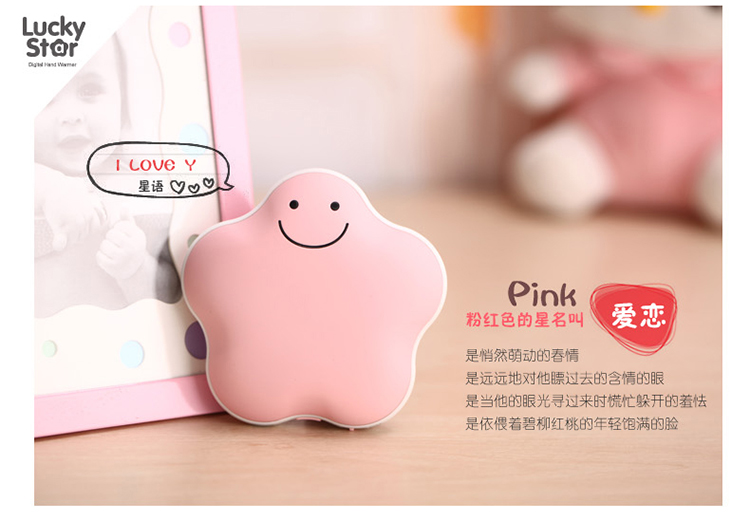 Lucky
Star
Digital Hand Warmer
I LOVE Y
星语
Pink
粉红色的星名叫
爱恋
是悄然萌动的春情
是远远地对他瞟过去的含情的眼
是当他的眼光寻过来时慌忙躲开的羞怯
是依偎着碧柳红桃的年轻饱满的脸